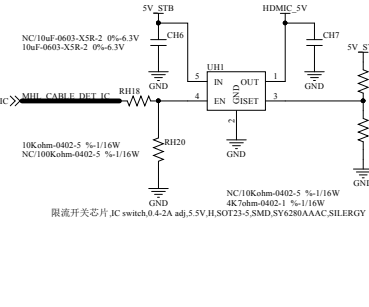 5V_STB
HDMIC_5V
NC/10uF-0603-X5R-2 0%-6.3V
10uF-0603-X5R-2 0%-6.3V
CH6
CH7
5V_S
GND
GND
UH1
5 IN OUT 1
4 EN GND ISET 3
2
IC
MHL_CABLE_DET_IC
RH18
RH20
GND
GND
GND
10Kohm-0402-5 %-1/16W
NC/100Kohm-0402-5 %-1/16W
NC/10Kohm-0402-5 %-1/16W
4K7ohm-0402-1 %-1/16W
限流开关芯片,IC switch,0.4-2A adj,5.5V,H,SOT23-5,SMD,SY6280AAAC,SILERGY